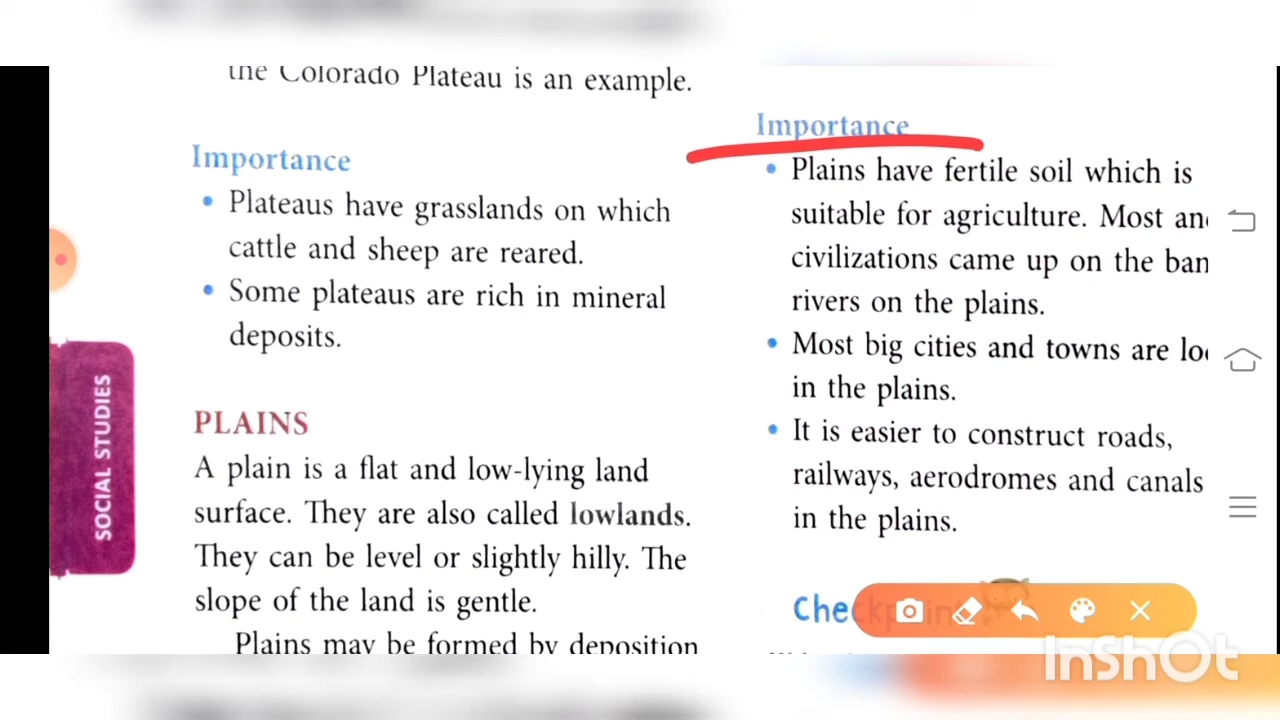 the Colorado Plateau is an example.
Importance
• Plateaus have grasslands on which
cattle and sheep are reared.
• Some plateaus are rich in mineral
deposits.
PLAINS
A plain is a flat and low-lying land
surface. They are also called lowlands.
They can be level or slightly hilly. The
slope of the land is gentle.
Plains may be formed by deposition
Importance
• Plains have fertile soil which is
suitable for agriculture. Most
civilizations came up on the
rivers on the plains.
• Most big cities and towns are
in the plains.
• It is easier to construct roads,
railways, aerodromes and canals
in the plains.
Checkpoint
SOCIAL STUDIES
InShOt